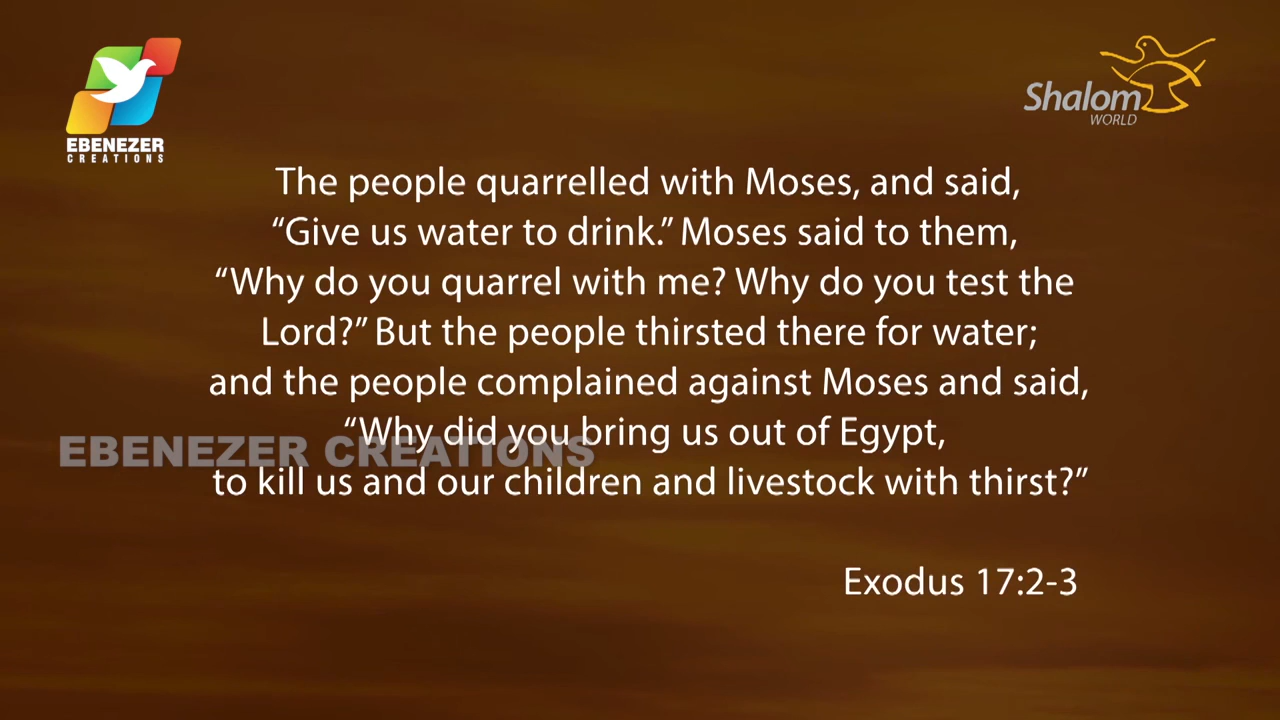 EBENEZER
CREATIONS
Shalom
WORLD
The people quarrelled with Moses, and said,
“Give us water to drink.” Moses said to them,
“Why do you quarrel with me? Why do you test the
Lord?” But the people thirsted there for water;
and the people complained against Moses and said,
“Why did you bring us out of Egypt,
EBENEZER CREATIONS
to kill us and our children and livestock with thirst?”
Exodus 17:2-3